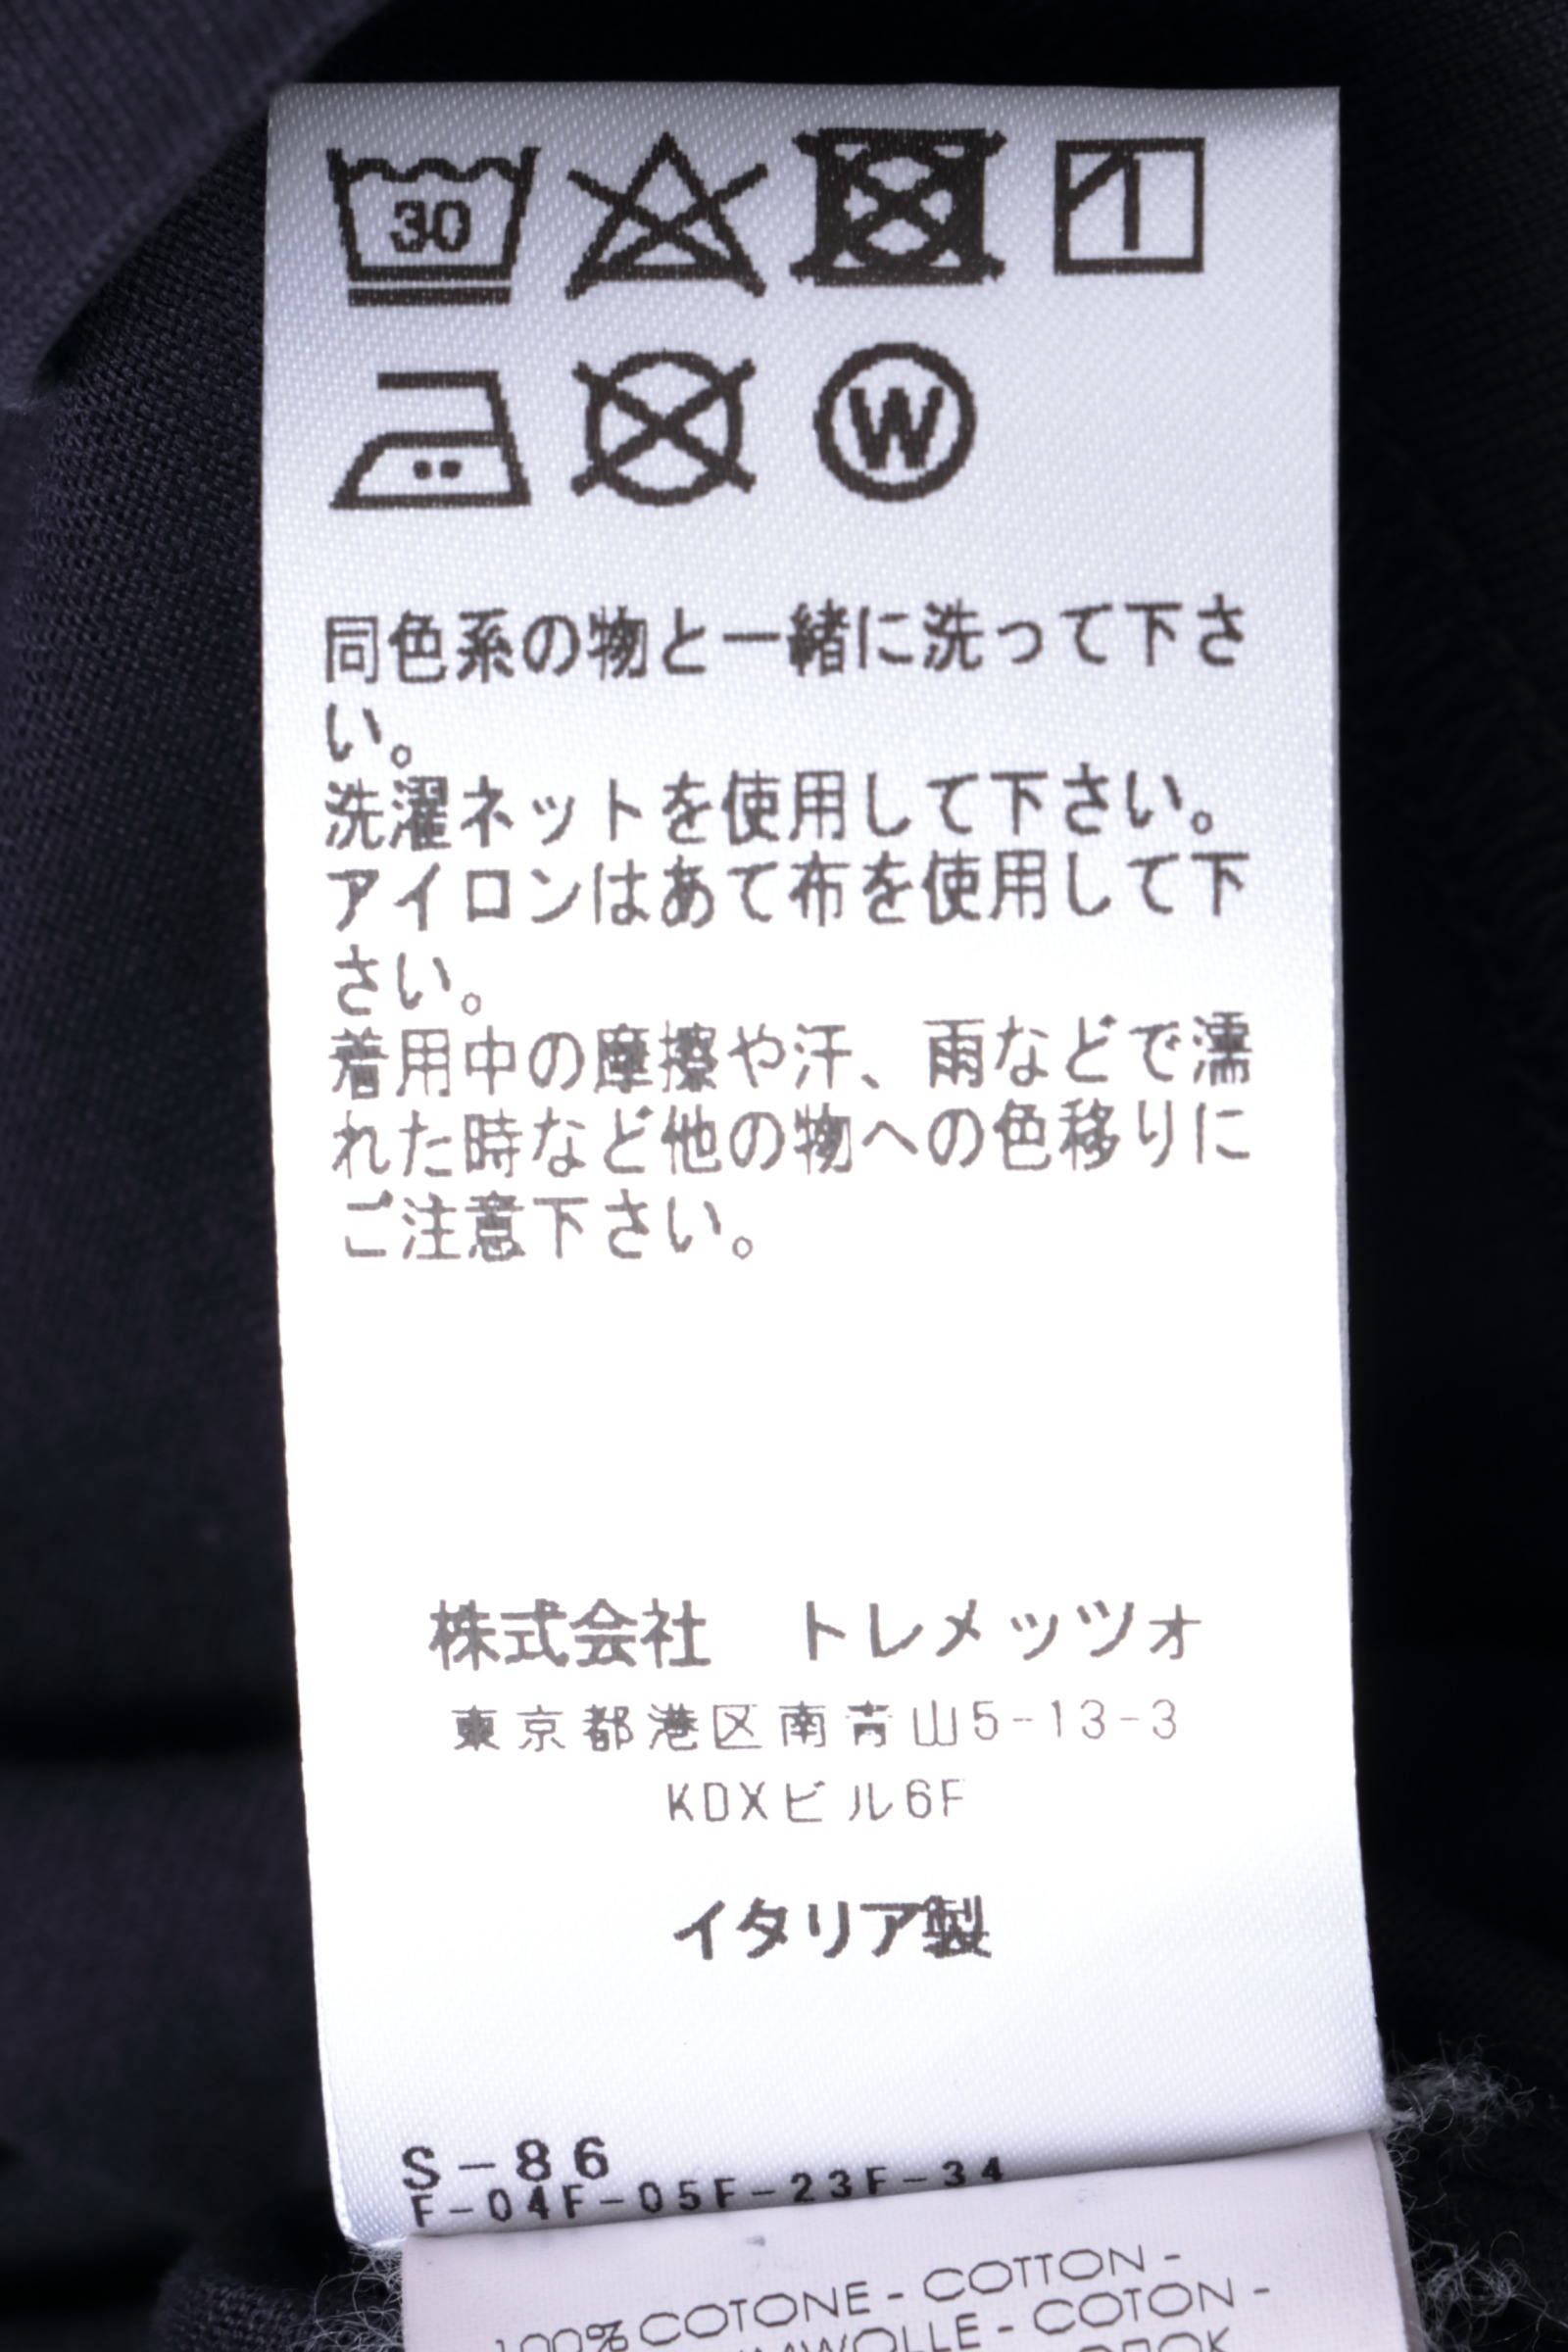 30
W
同色系の物と一緒に洗って下さ
い。
洗濯ネットを使用して下さい。
アイロンはあて布を使用して下
さい。
着用中の摩擦や汗、雨などで濡
れた時など他の物への色移りに
ご注意下さい。
株式会社　トレメッツォ
東京都港区南青山5-13-3
KDXビル6F
イタリア製
S-86
F-04F-05F-23F-34
100% COTONE - COTTON -
COTON -